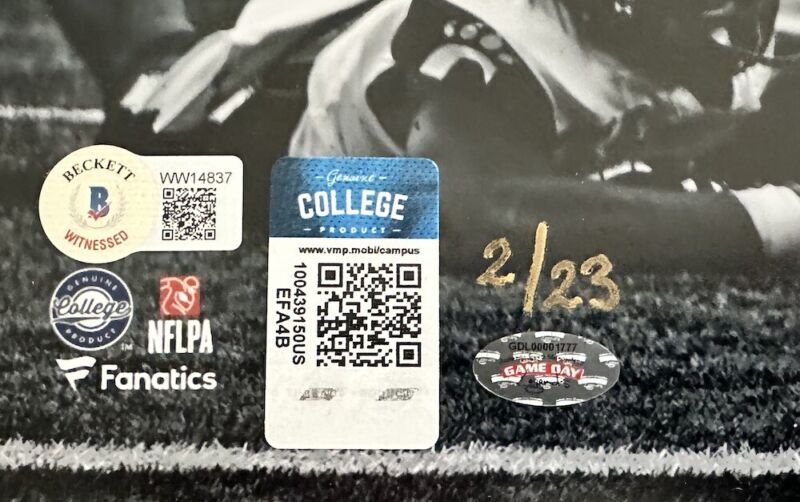 BECKETT
B
WITNESSED
WW14837
Genuine
COLLEGE
PRODUCT
www.vmp.mobi/campus
100439150US
EFA4B
GENUINE
College
PRODUCT
TM
NFLPA
Fanatics
2/23
GDL00001777
GAME DAY